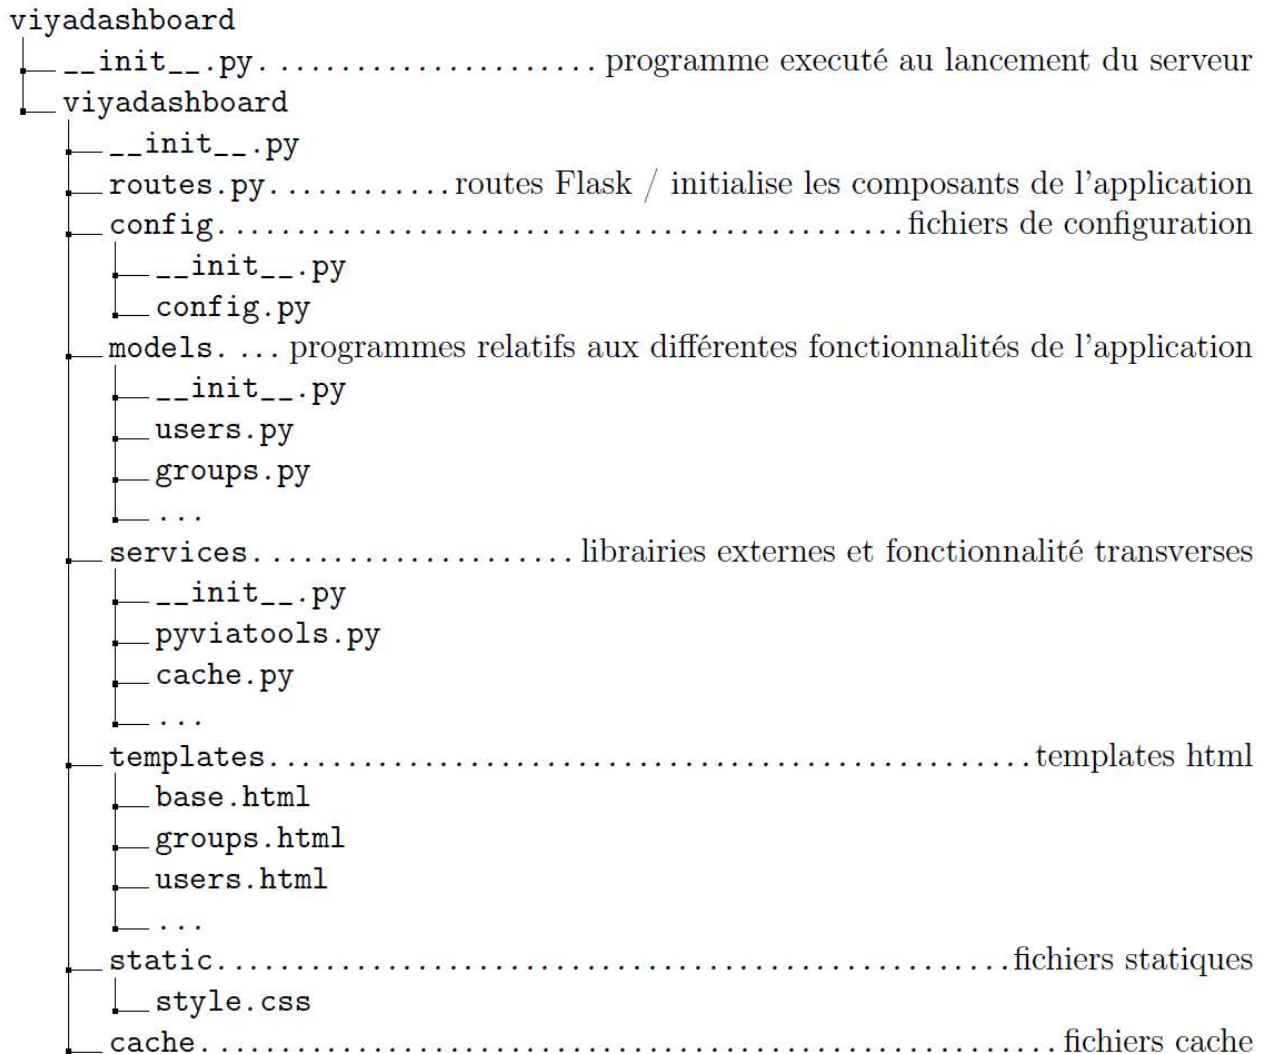 viyadashboard
__init__.py. . . . . . . . . . . . . . . . . . . . . . programme executé au lancement du serveur
viyadashboard
__init__.py
routes.py. . . . . . . . . . . . routes Flask / initialise les composants de l'application
config. . . . . . . . . . . . . . . . . . . . . . . . . . . . . . . . . . . . . . . . . . . fichiers de configuration
__init__.py
config.py
models. . . . programmes relatifs aux différentes fonctionnalités de l'application
__init__.py
users.py
groups.py
...
services. . . . . . . . . . . . . . . . . . . . . librairies externes et fonctionnalité transverses
__init__.py
pyviatools.py
cache.py
...
templates. . . . . . . . . . . . . . . . . . . . . . . . . . . . . . . . . . . . . . . . . . . . . . . . templates html
base.html
groups.html
users.html
...
static. . . . . . . . . . . . . . . . . . . . . . . . . . . . . . . . . . . . . . . . . . . . . . . . . . fichiers statiques
style.css
cache. . . . . . . . . . . . . . . . . . . . . . . . . . . . . . . . . . . . . . . . . . . . . . . . . . . . . . fichiers cache